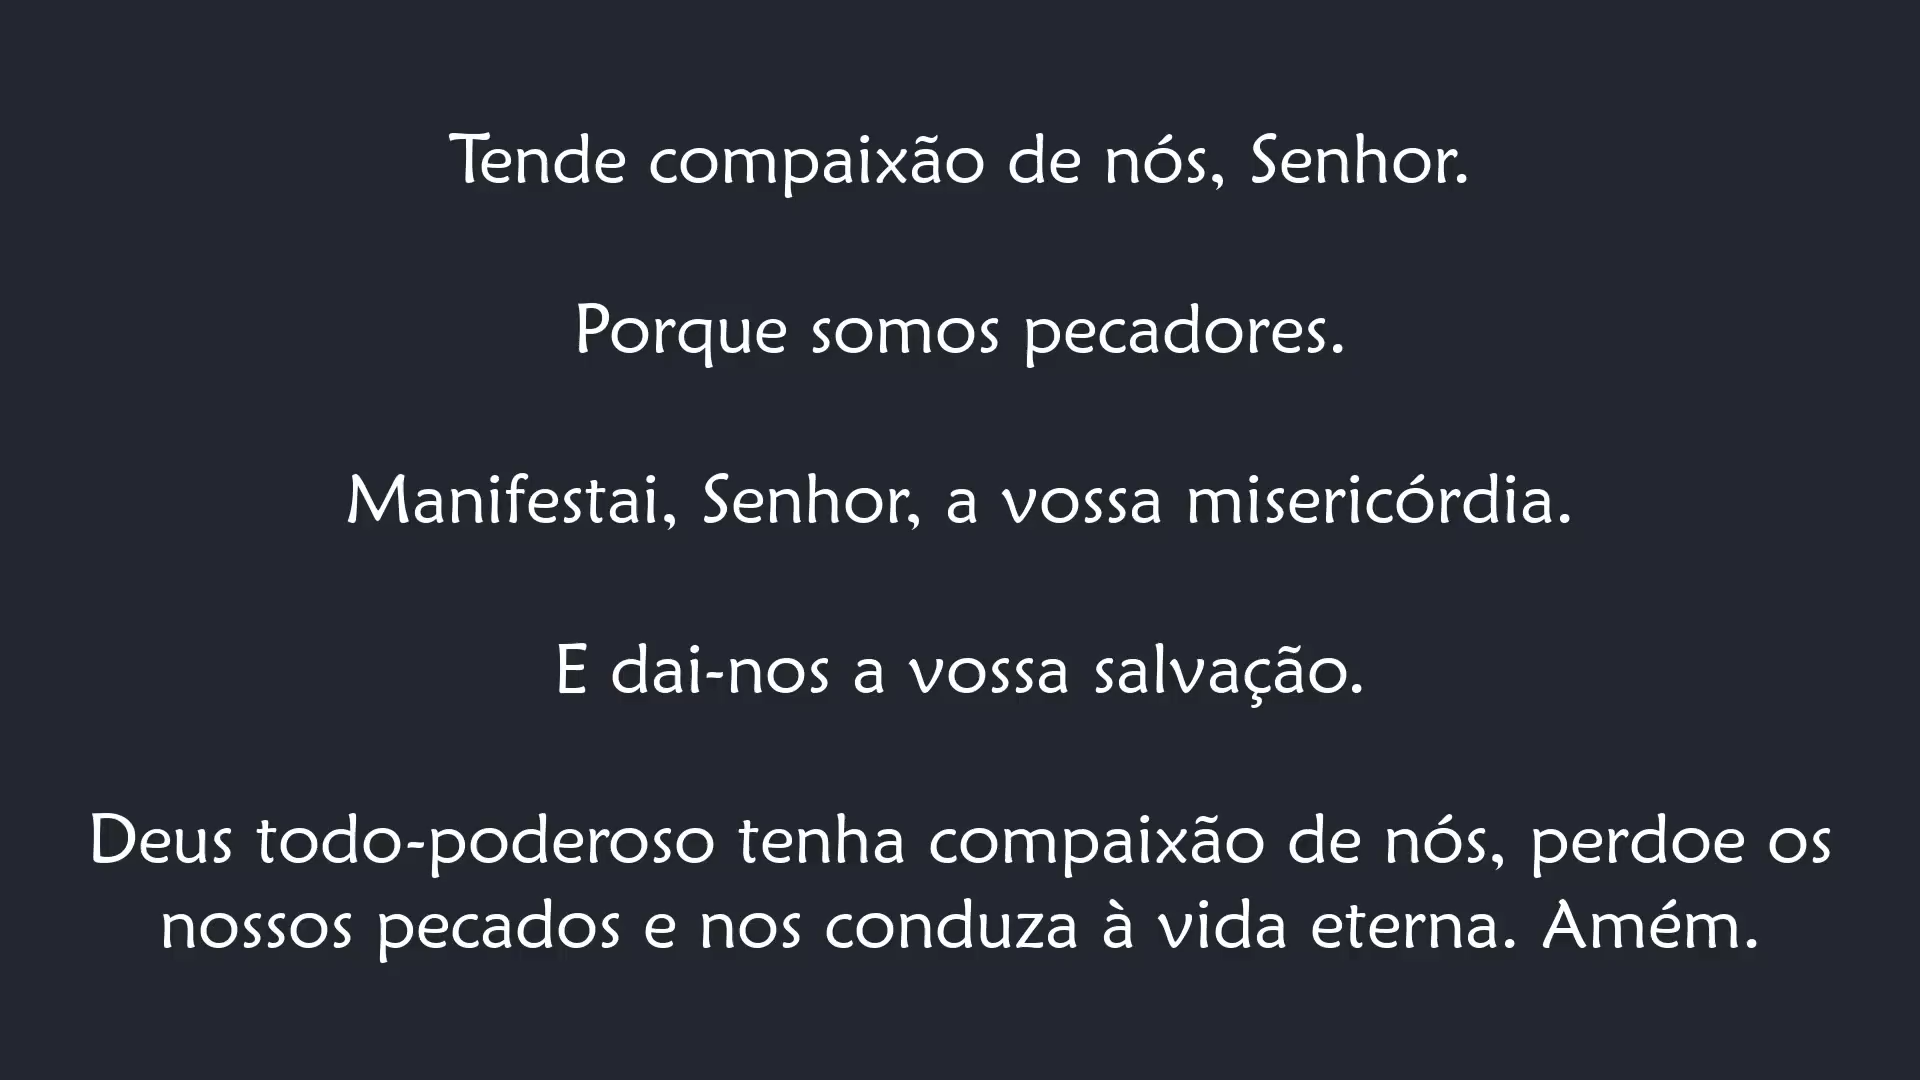 Tende compaixão de nós, Senhor.
Porque somos pecadores.
Manifestai, Senhor, a vossa misericórdia.
E dai-nos a vossa salvação.
Deus todo-poderoso tenha compaixão de nós, perdoe os
nossos pecados e nos conduza à vida eterna. Amém.